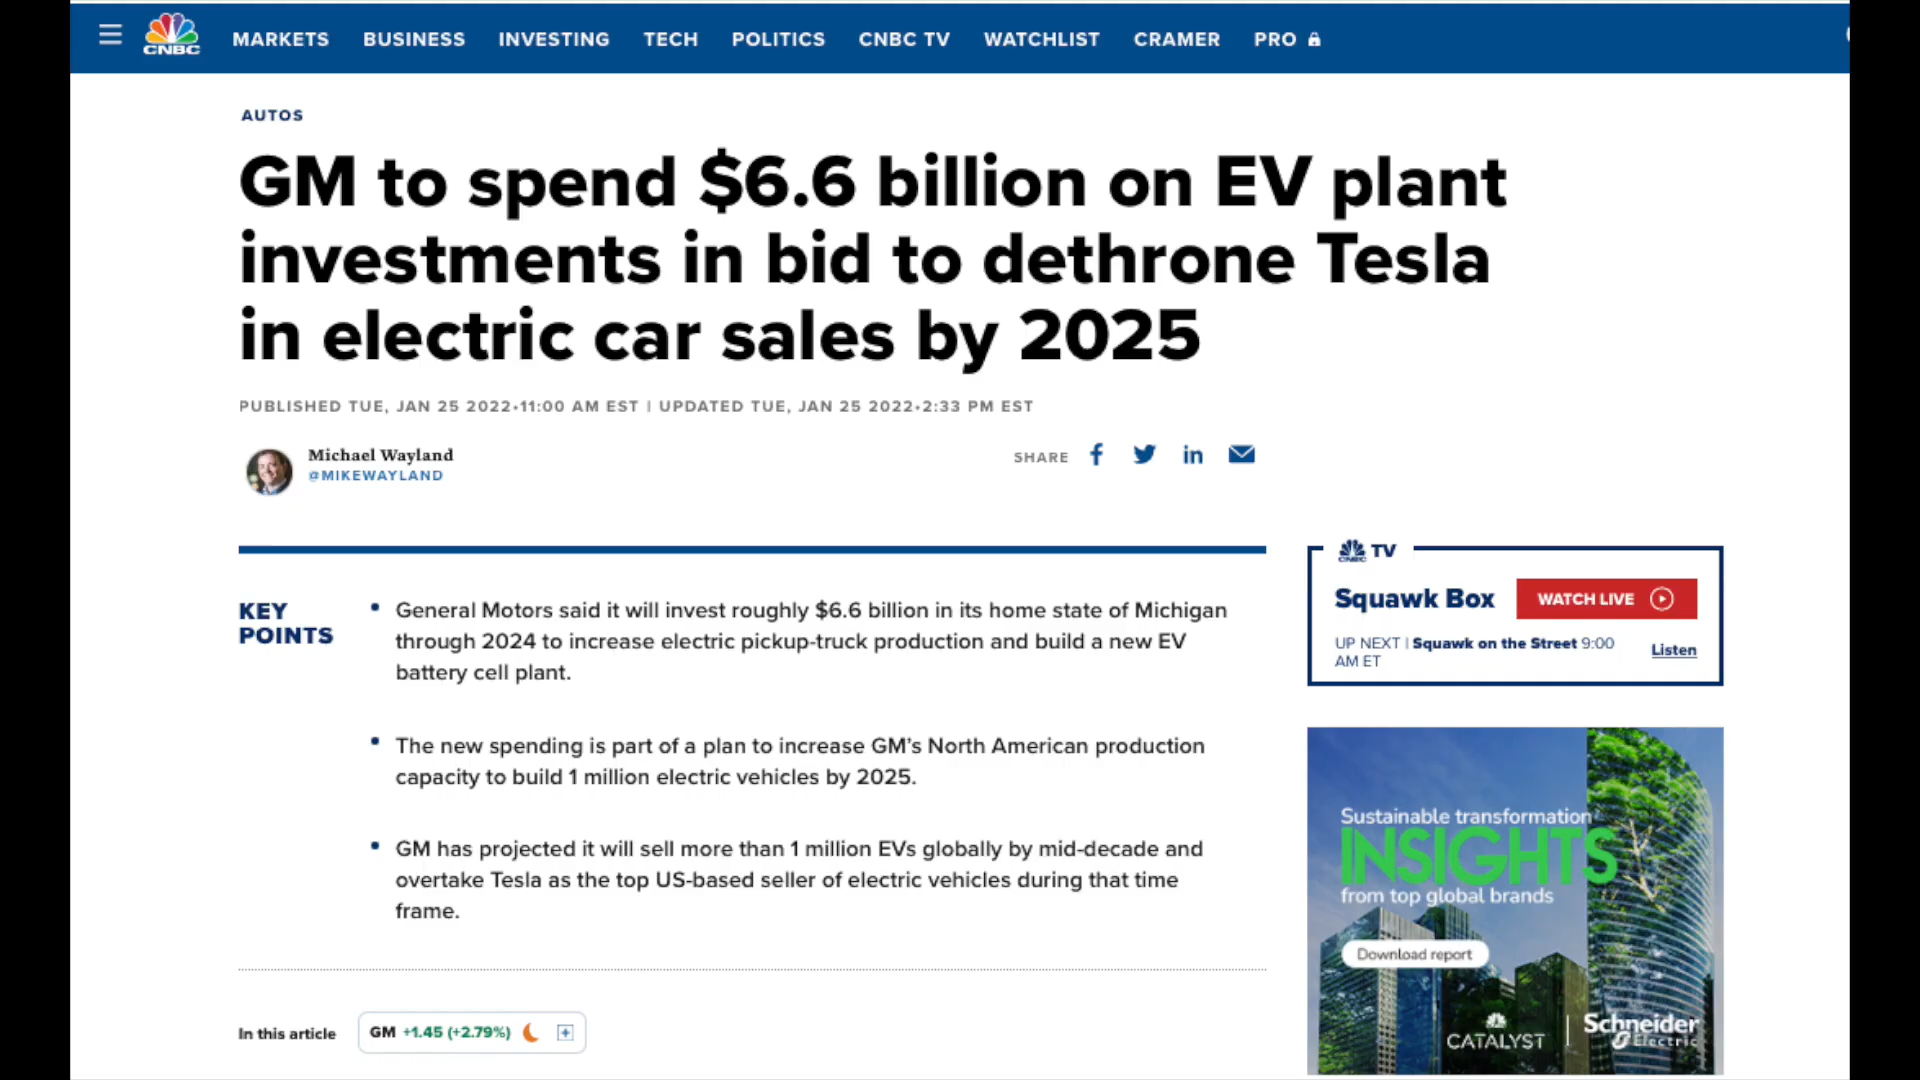 CNBC
MARKETS BUSINESS INVESTING TECH POLITICS CNBC TV WATCHLIST CRAMER PRO
AUTOS
GM to spend $6.6 billion on EV plant
investments in bid to dethrone Tesla
in electric car sales by 2025
PUBLISHED TUE, JAN 25 2022•11:00 AM EST | UPDATED TUE, JAN 25 2022•2:33 PM EST
Michael Wayland
@MIKEWAYLAND
SHARE
KEY
POINTS
• General Motors said it will invest roughly $6.6 billion in its home state of Michigan
through 2024 to increase electric pickup-truck production and build a new EV
battery cell plant.
• The new spending is part of a plan to increase GM’s North American production
capacity to build 1 million electric vehicles by 2025.
• GM has projected it will sell more than 1 million EVs globally by mid-decade and
overtake Tesla as the top US-based seller of electric vehicles during that time
frame.
In this article
GM +1.45 (+2.79%)
CNBC TV
Squawk Box
WATCH LIVE
UP NEXT | Squawk on the Street 9:00
AM ET
Listen
Sustainable transformation
INSIGHTS
from top global brands
Download report
CATALYST | Schneider
Electric